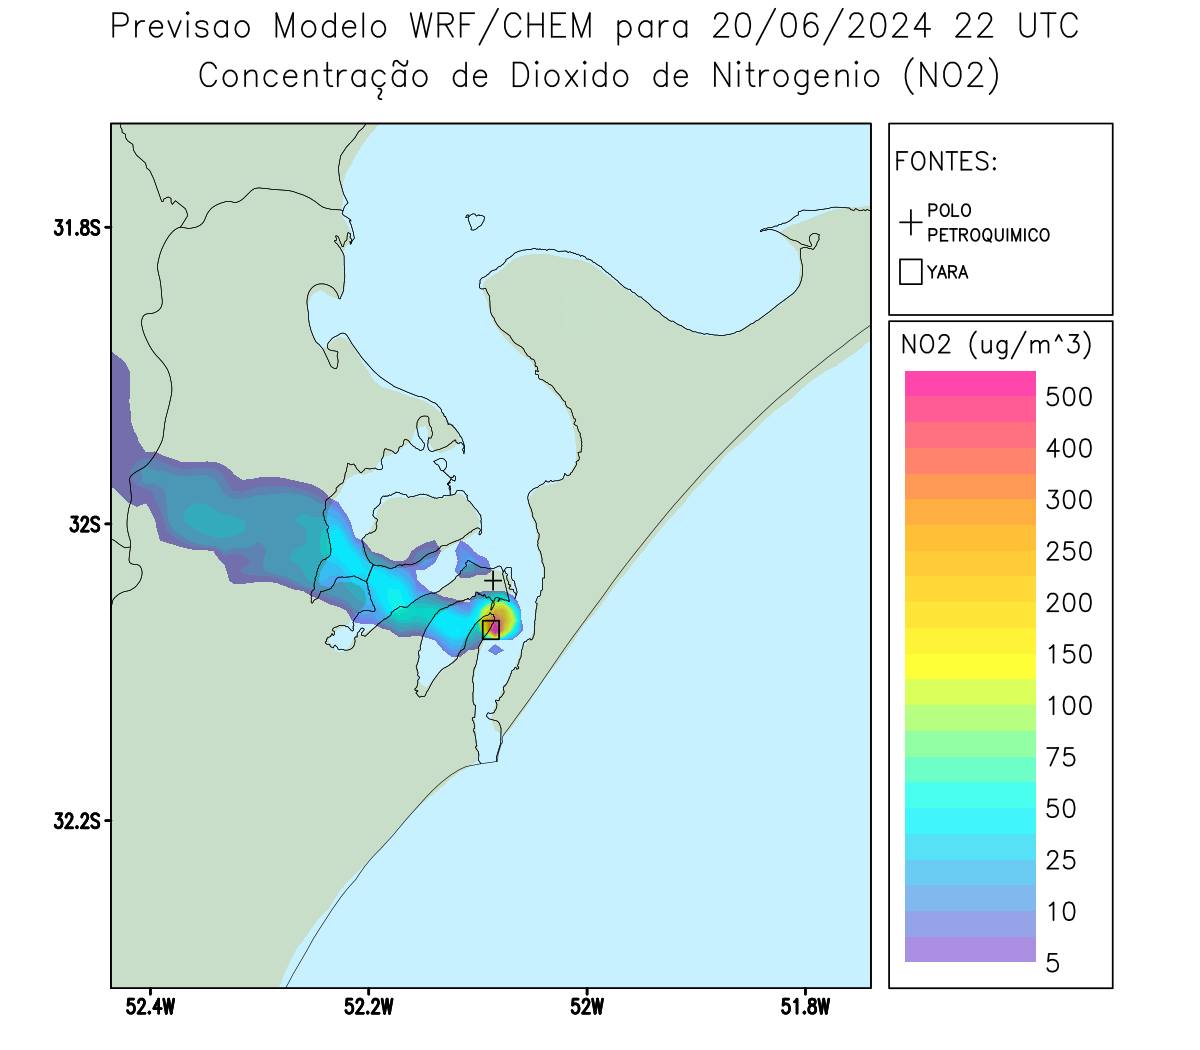 Previsao Modelo WRF/CHEM para 20/06/2024 22 UTC
Concentração de Dioxido de Nitrogenio (NO2)
FONTES:
POLO
PETROQUIMICO
YARA
NO2 (ug/m^3)
500
400
300
250
200
150
100
75
50
25
10
5
31.8S
32S
32.2S
52.4W
52.2W
52W
51.8W